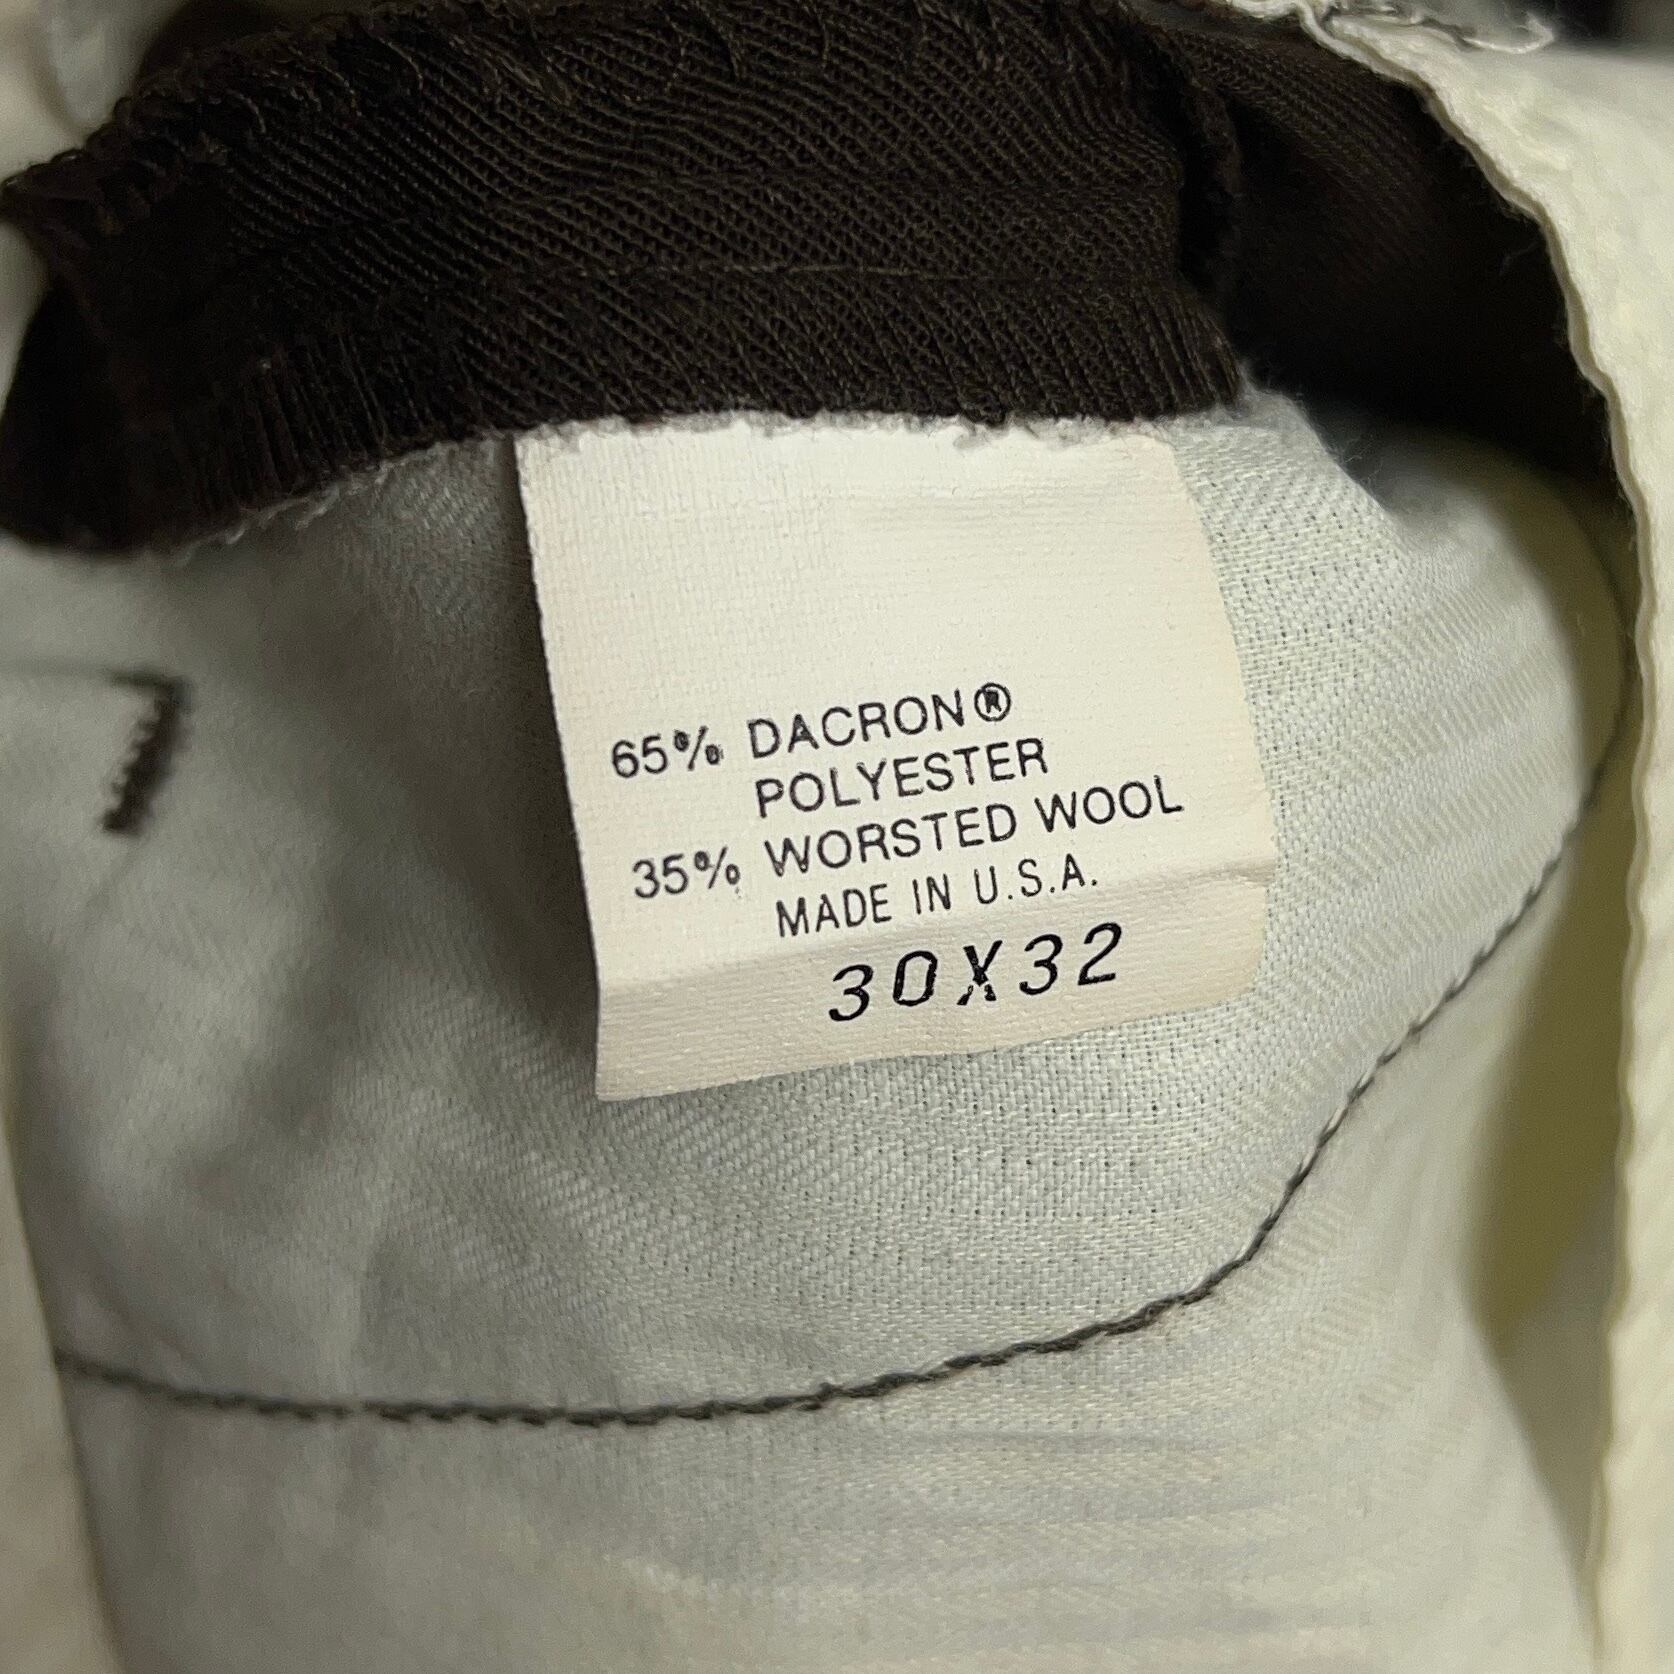 65% DACRON®
POLYESTER
35% WORSTED WOOL
MADE IN U.S.A.
30X32